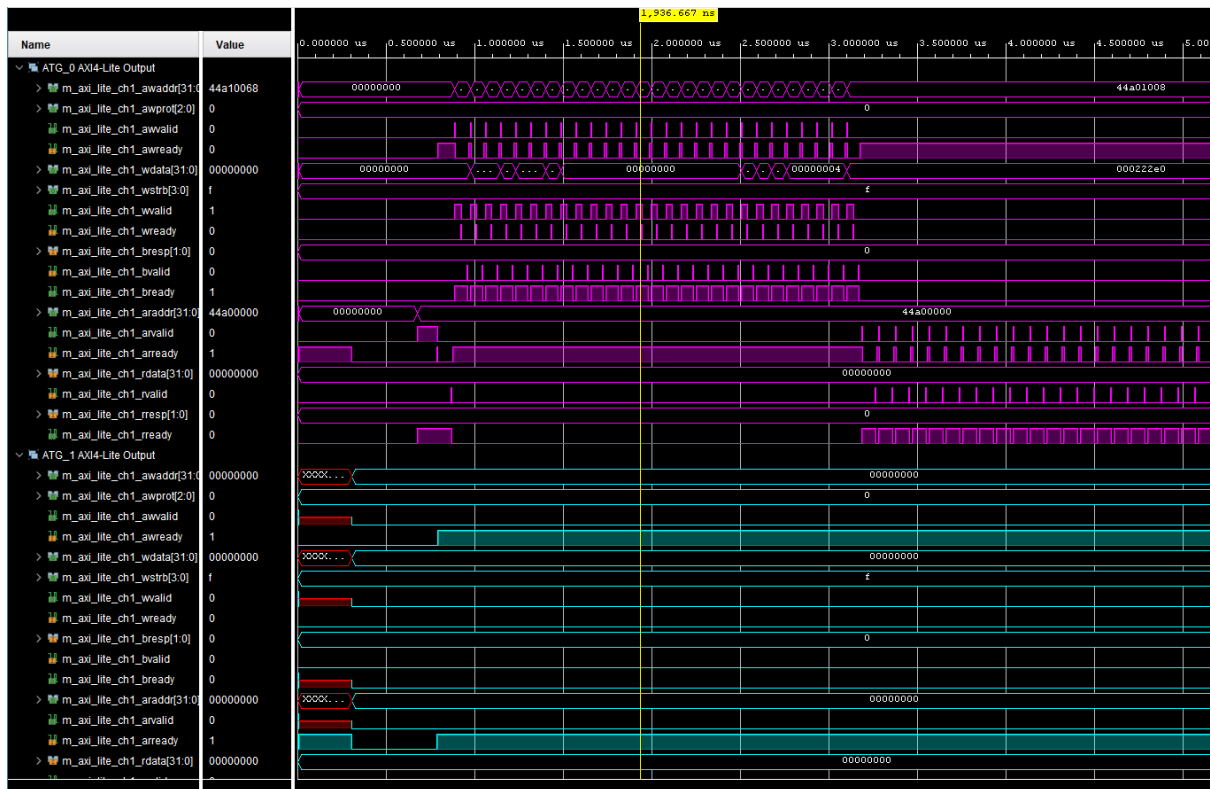 1,936.667 ns
Name Value 0.000000 us 0.500000 us 1.000000 us 1.500000 us 2.000000 us 2.500000 us 3.000000 us 3.500000 us 4.000000 us 4.500000 us 5.00
ATG_0 AXI4-Lite Output
m_axi_lite_ch1_awaddr[31:0 44a10068 00000000 44a01008
m_axi_lite_ch1_awprot[2:0] 0 0
m_axi_lite_ch1_awvalid 0
m_axi_lite_ch1_awready 0
m_axi_lite_ch1_wdata[31:0] 00000000 00000000 ... ... 00000000 00000004 000222e0
m_axi_lite_ch1_wstrb[3:0] f f
m_axi_lite_ch1_wvalid 1
m_axi_lite_ch1_wready 0
m_axi_lite_ch1_bresp[1:0] 0 0
m_axi_lite_ch1_bvalid 0
m_axi_lite_ch1_bready 1
m_axi_lite_ch1_araddr[31:0] 44a00000 00000000 44a00000
m_axi_lite_ch1_arvalid 0
m_axi_lite_ch1_arready 1
m_axi_lite_ch1_rdata[31:0] 00000000 00000000
m_axi_lite_ch1_rvalid 0
m_axi_lite_ch1_rresp[1:0] 0 0
m_axi_lite_ch1_rready 0
ATG_1 AXI4-Lite Output
m_axi_lite_ch1_awaddr[31:0 00000000 XXXX... 00000000
m_axi_lite_ch1_awprot[2:0] 0 0
m_axi_lite_ch1_awvalid 0
m_axi_lite_ch1_awready 1
m_axi_lite_ch1_wdata[31:0] 00000000 XXXX... 00000000
m_axi_lite_ch1_wstrb[3:0] f f
m_axi_lite_ch1_wvalid 0
m_axi_lite_ch1_wready 0
m_axi_lite_ch1_bresp[1:0] 0 0
m_axi_lite_ch1_bvalid 0
m_axi_lite_ch1_bready 0
m_axi_lite_ch1_araddr[31:0] 00000000 XXXX... 00000000
m_axi_lite_ch1_arvalid 0
m_axi_lite_ch1_arready 1
m_axi_lite_ch1_rdata[31:0] 00000000 00000000